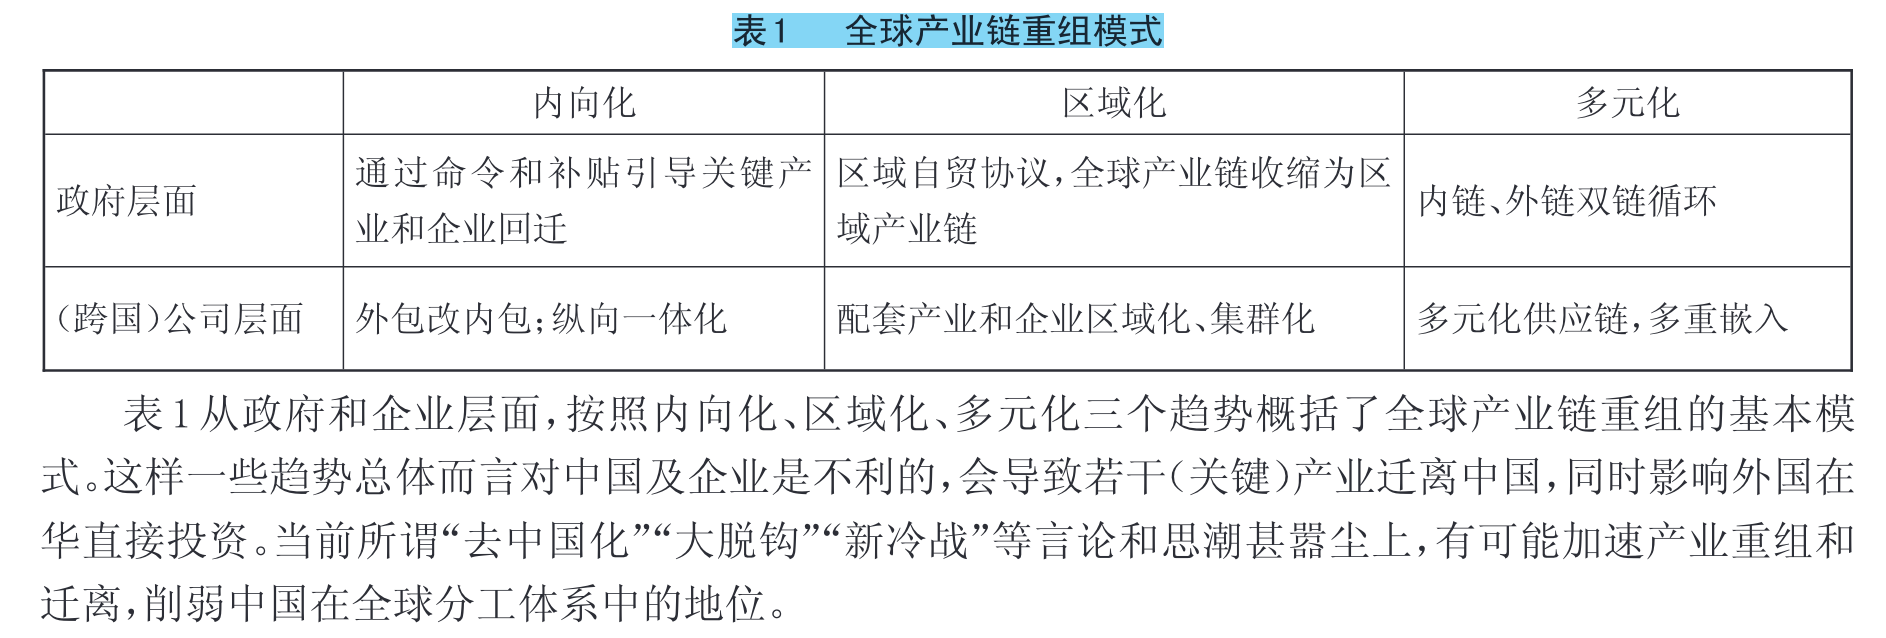 表1 全球产业链重组模式
内向化 区域化 多元化
政府层面 通过命令和补贴引导关键产业和企业回迁 区域自贸协议,全球产业链收缩为区域产业链 内链、外链双链循环
(跨国)公司层面 外包改内包;纵向一体化 配套产业和企业区域化、集群化 多元化供应链,多重嵌入
表1从政府和企业层面,按照内向化、区域化、多元化三个趋势概括了全球产业链重组的基本模
式。这样一些趋势总体而言对中国及企业是不利的,会导致若干(关键)产业迁离中国,同时影响外国在
华直接投资。当前所谓“去中国化”“大脱钩”“新冷战”等言论和思潮甚嚣尘上,有可能加速产业重组和
迁离,削弱中国在全球分工体系中的地位。